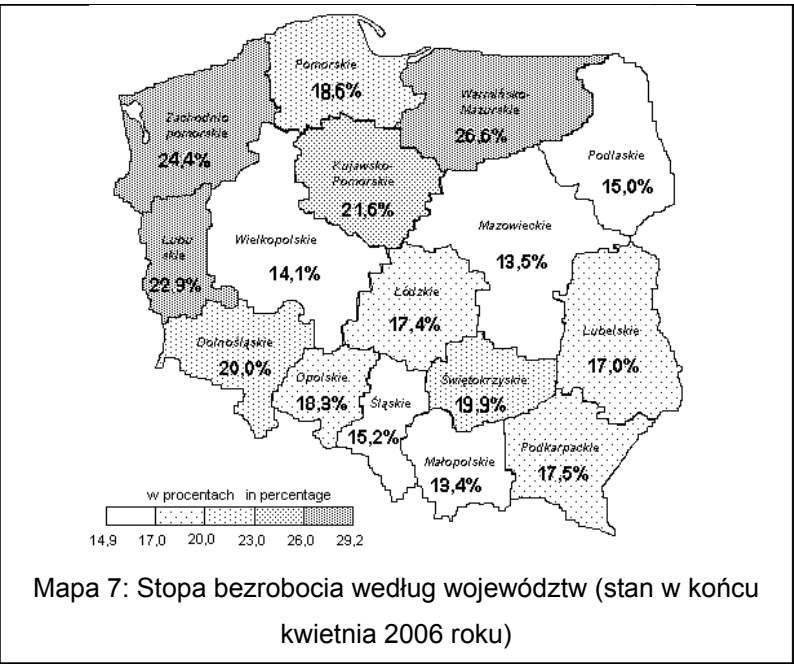 Pomorskie
18,6%
Warmińsko-
Mazurskie
26,6%
Zachodnio
pomorskie
24,4%
Podlaskie
15,0%
Kujawsko-
Pomorskie
21,6%
Mazowieckie
13,5%
Lubu
skie
22,9%
Wielkopolskie
14,1%
Łódzkie
17,4%
Lubelskie
17,0%
Dolnośląskie
20,0%
Opolskie
18,3%
Śląskie
15,2%
Świętokrzyskie
19,9%
Małopolskie
13,4%
Podkarpackie
17,5%
w procentach in percentage
14,9 17,0 20,0 23,0 26,0 29,2
Mapa 7: Stopa bezrobocia według województw (stan w końcu
kwietnia 2006 roku)